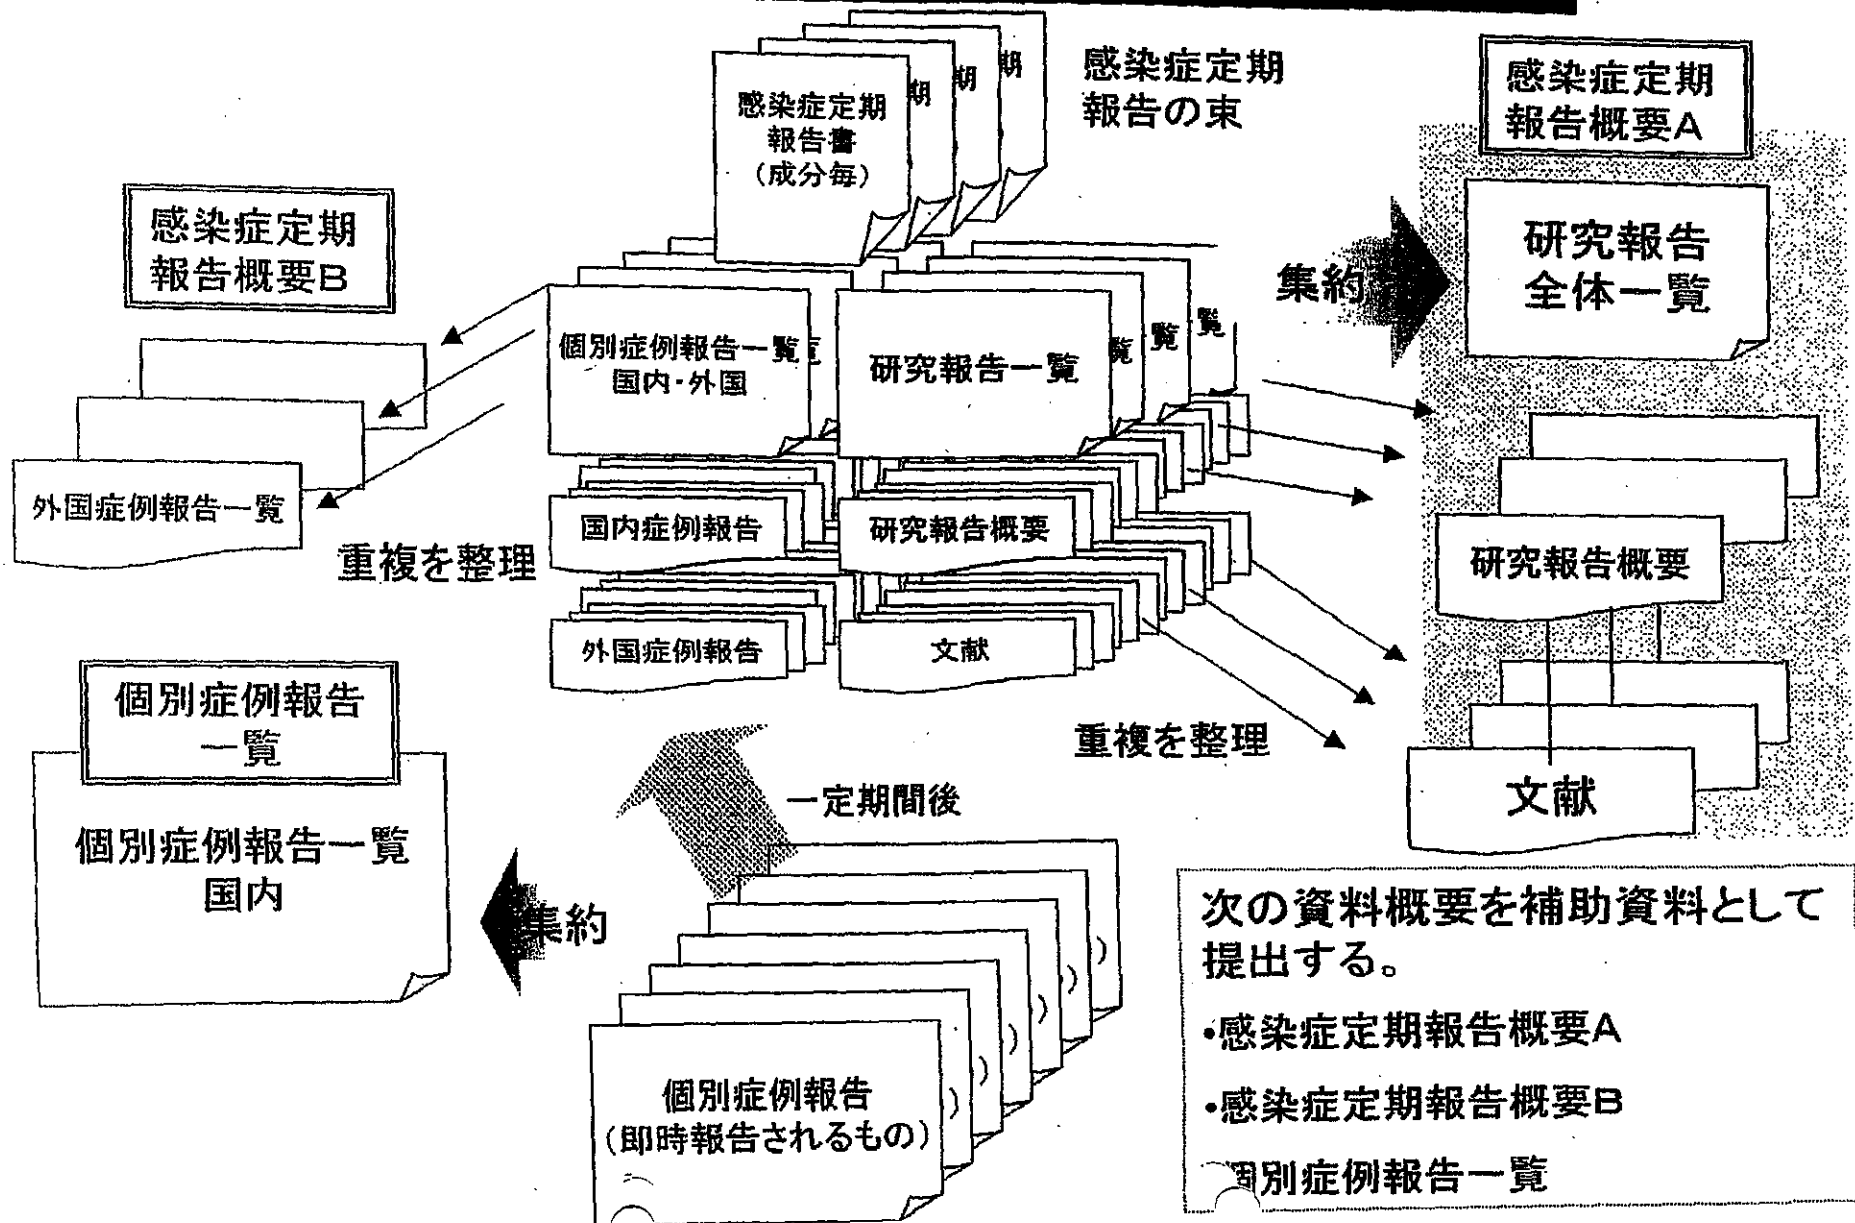 感染症定期
報告書
(成分毎)
期
期
期
感染症定期
報告の束
感染症定期
報告概要A
感染症定期
報告概要B
研究報告
全体一覧
集約
個別症例報告一覧
国内・外国
研究報告一覧
覧
覧
覧
外国症例報告一覧
国内症例報告
研究報告概要
研究報告概要
重複を整理
外国症例報告
文献
個別症例報告
一覧
重複を整理
文献
一定期間後
個別症例報告一覧
国内
集約
個別症例報告
(即時報告されるもの)
)
)
)
)
)
)
次の資料概要を補助資料として
提出する。
・感染症定期報告概要A
・感染症定期報告概要B
個別症例報告一覧